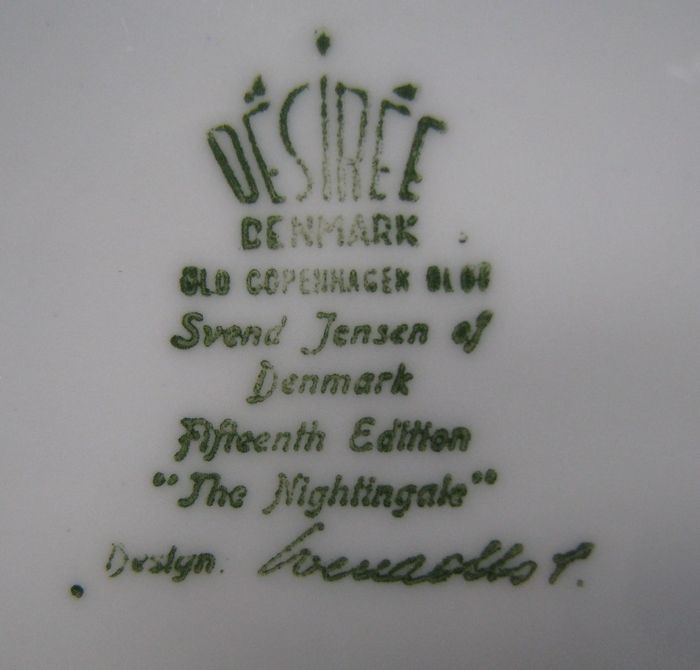 DÉSIRÉE
DENMARK
OLD COPENHAGEN BLUE
Svend Jensen of
Denmark
Fifteenth Edition
"The Nightingale"
Design.